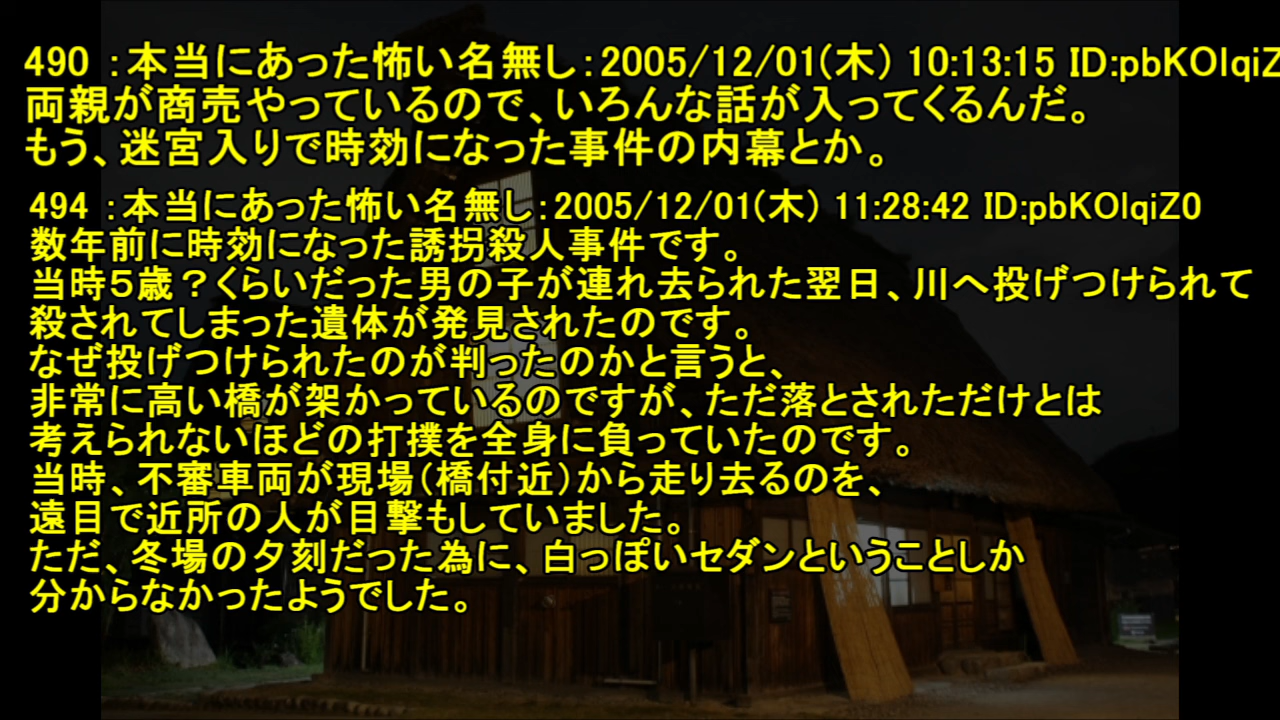 490 ：本当にあった怖い名無し：2005/12/01(木) 10:13:15 ID:pbKOlqiZ
両親が商売やっているので、いろんな話が入ってくるんだ。
もう、迷宮入りで時効になった事件の内幕とか。
494 ：本当にあった怖い名無し：2005/12/01(木) 11:28:42 ID:pbKOlqiZ0
数年前に時効になった誘拐殺人事件です。
当時５歳？くらいだった男の子が連れ去られた翌日、川へ投げつけられて
殺されてしまった遺体が発見されたのです。
なぜ投げつけられたのが判ったのかと言うと、
非常に高い橋が架かっているのですが、ただ落とされただけとは
考えられないほどの打撲を全身に負っていたのです。
当時、不審車両が現場（橋付近）から走り去るのを、
遠目で近所の人が目撃もしていました。
ただ、冬場の夕刻だった為に、白っぽいセダンということしか
分からなかったようでした。